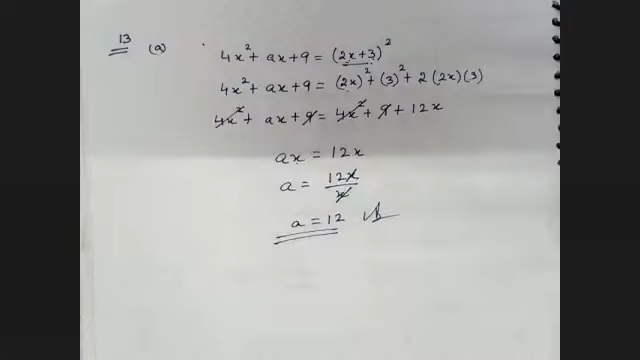 13 (a) 4x² + ax + 9 = (2x + 3)²
4x² + ax + 9 = (2x)² + (3)² + 2(2x)(3)
4x² + ax + 9 = 4x² + 9 + 12x
ax = 12x
a = 12x/x
a = 12